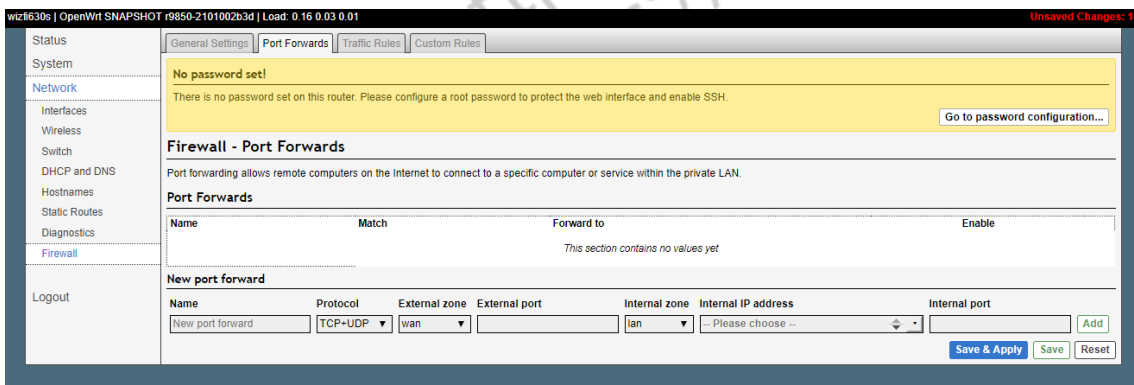 wizfi630s | OpenWrt SNAPSHOT r9850-2101002b3d | Load: 0.16 0.03 0.01 Unsaved Changes: 1
Status
System
Network
Interfaces
Wireless
Switch
DHCP and DNS
Hostnames
Static Routes
Diagnostics
Firewall
Logout
General Settings Port Forwards Traffic Rules Custom Rules
No password set!
There is no password set on this router. Please configure a root password to protect the web interface and enable SSH.
Go to password configuration...
Firewall - Port Forwards
Port forwarding allows remote computers on the Internet to connect to a specific computer or service within the private LAN.
Port Forwards
Name Match Forward to Enable
This section contains no values yet
New port forward
Name Protocol External zone External port Internal zone Internal IP address Internal port
New port forward TCP+UDP wan lan -- Please choose -- Add
Save & Apply Save Reset